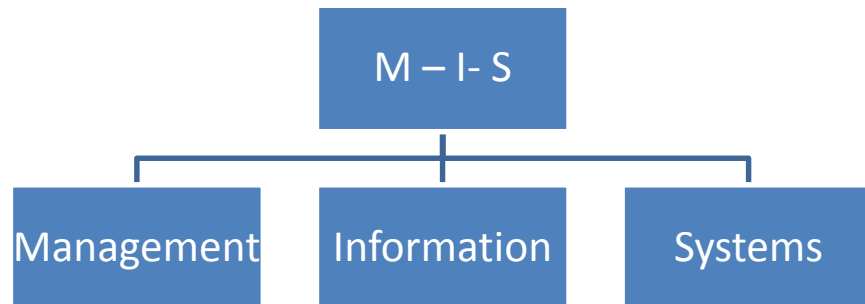 M – I- S
Management
Information
Systems